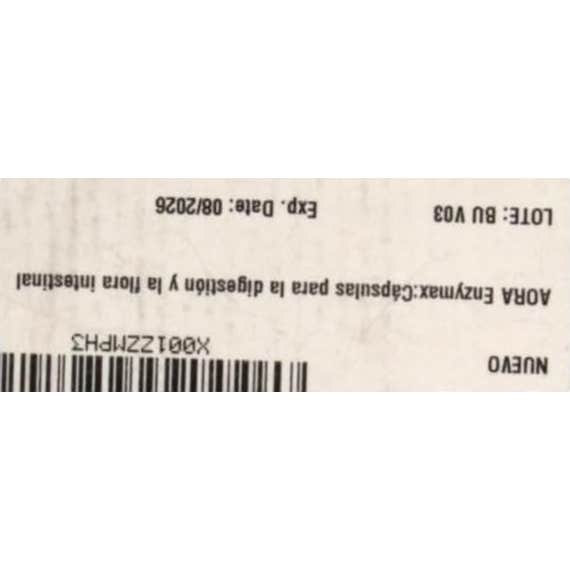 X001ZZMPH3
NUEVO
AORA Enzymax:Cápsulas para la digestión y la flora intestinal
LOTE: BU V03 Exp. Date: 08/2026